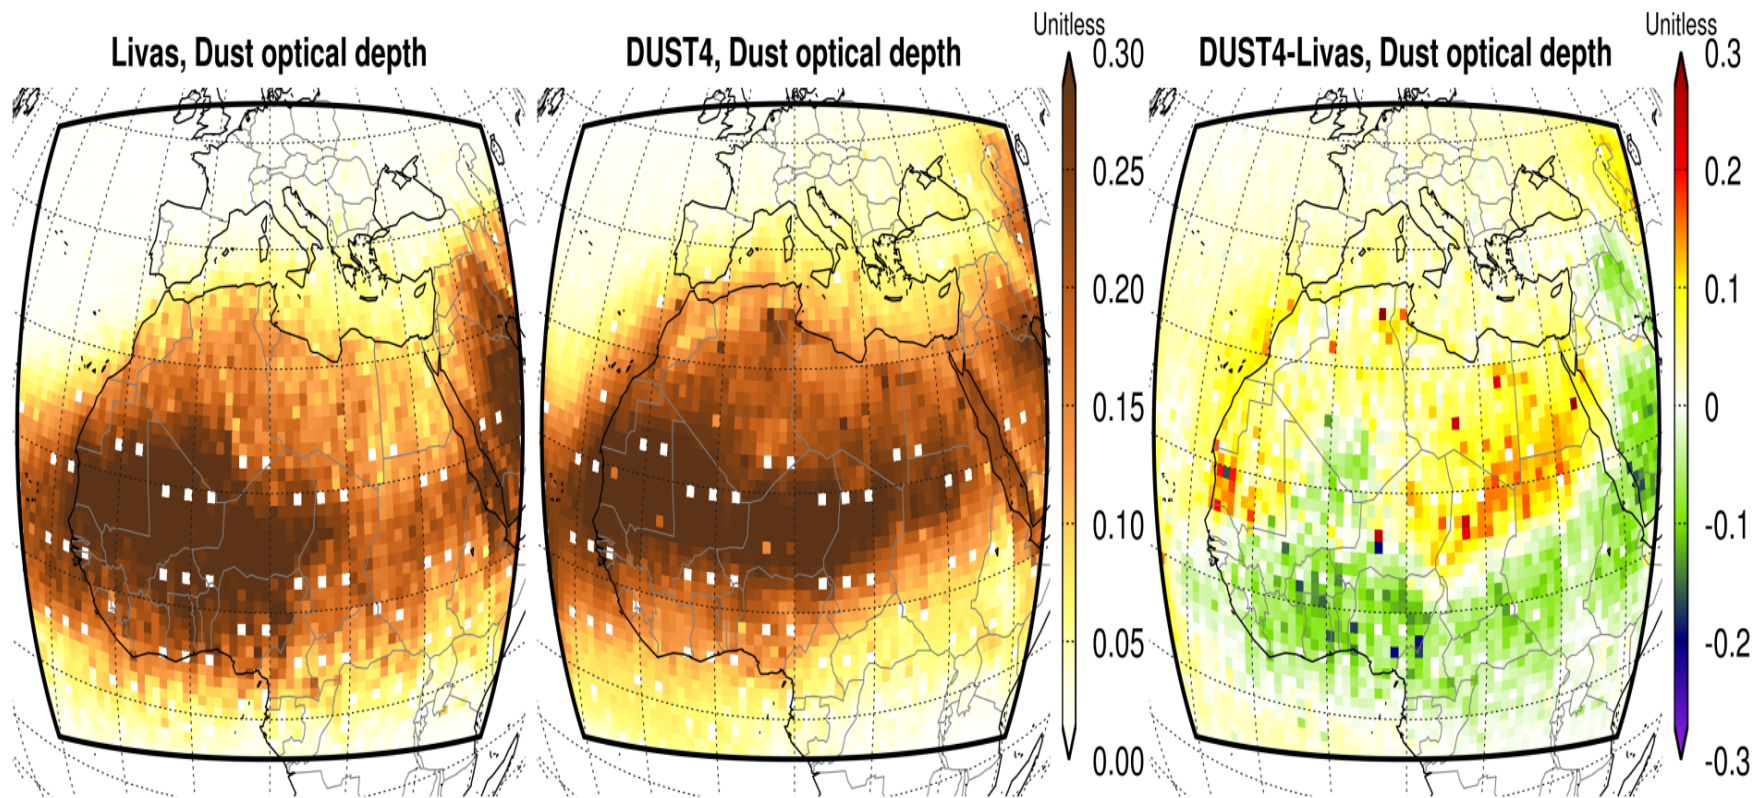 Livas, Dust optical depth
DUST4, Dust optical depth
Unitless
0.30
0.25
0.20
0.15
0.10
0.05
0.00
DUST4-Livas, Dust optical depth
Unitless
0.3
0.2
0.1
0
-0.1
-0.2
-0.3